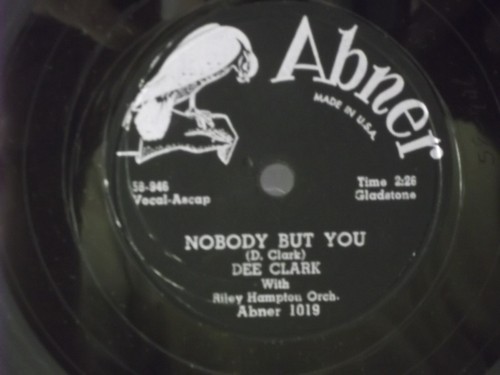 Abner
MADE IN U.S.A.
58-946
Vocal-Ascap
Time 2:26
Gladstone
NOBODY BUT YOU
(D. Clark)
DEE CLARK
With
Riley Hampton Orch.
Abner 1019